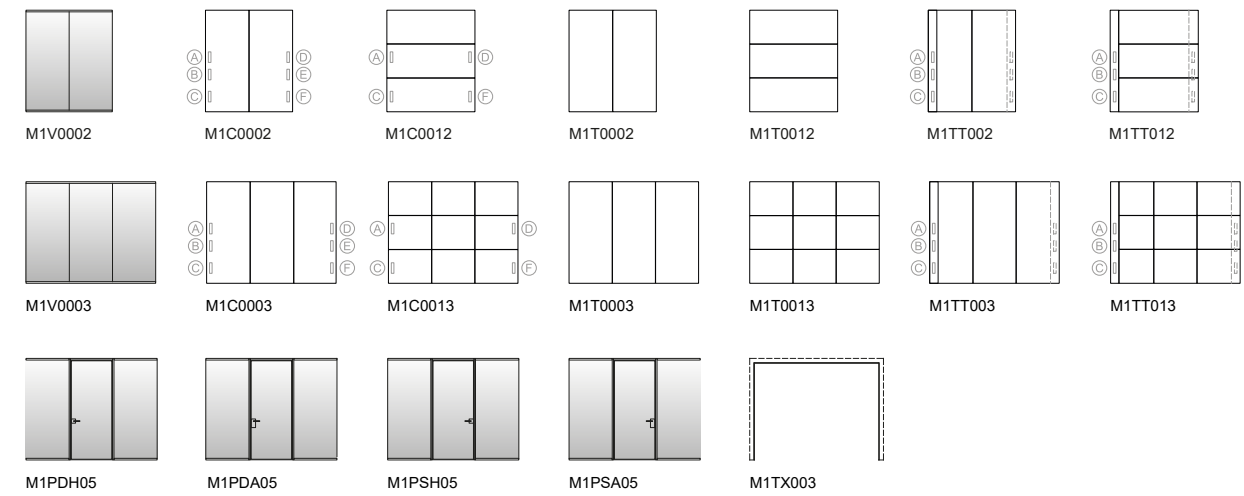 Ⓐ Ⓓ Ⓐ Ⓓ Ⓐ Ⓐ
Ⓑ Ⓔ Ⓑ Ⓑ
Ⓒ Ⓕ Ⓒ Ⓕ Ⓒ Ⓒ
M1V0002 M1C0002 M1C0012 M1T0002 M1T0012 M1TT002 M1TT012
Ⓐ Ⓓ Ⓐ Ⓓ Ⓐ Ⓐ
Ⓑ Ⓔ Ⓑ Ⓑ
Ⓒ Ⓕ Ⓒ Ⓕ Ⓒ Ⓒ
M1V0003 M1C0003 M1C0013 M1T0003 M1T0013 M1TT003 M1TT013
M1PDH05 M1PDA05 M1PSH05 M1PSA05 M1TX003